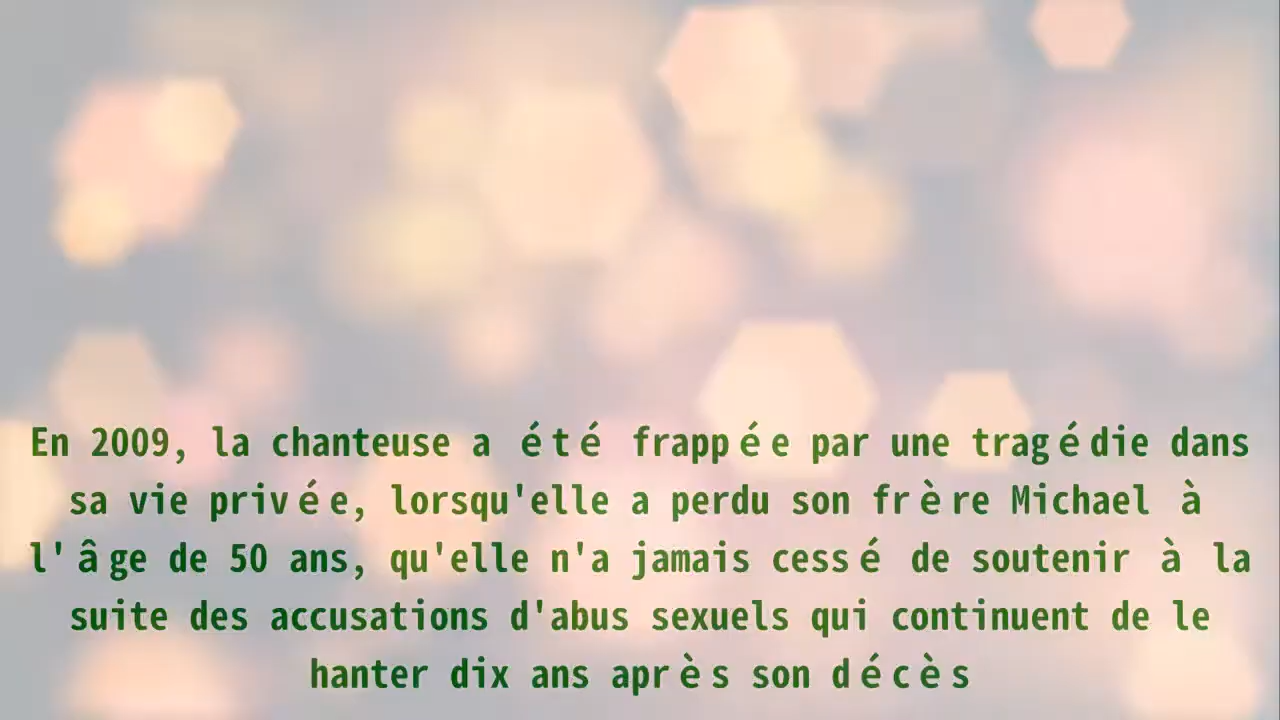 En 2009, la chanteuse a été frappée par une tragédie dans
sa vie privée, lorsqu'elle a perdu son frère Michael à
l'âge de 50 ans, qu'elle n'a jamais cessé de soutenir à la
suite des accusations d'abus sexuels qui continuent de le
hanter dix ans après son décès